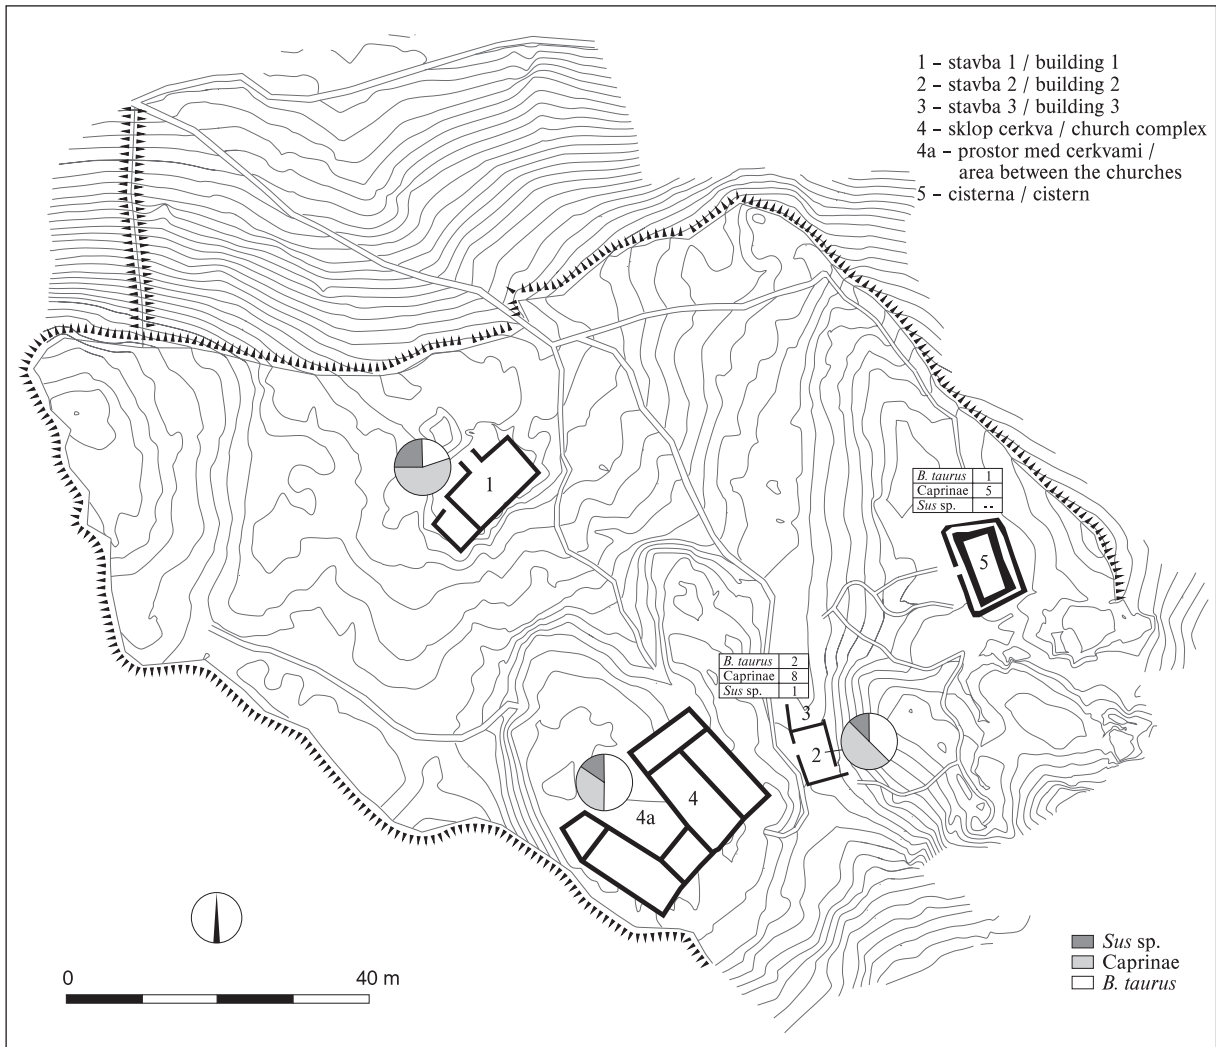 1 – stavba 1 / building 1
2 – stavba 2 / building 2
3 – stavba 3 / building 3
4 – sklop cerkva / church complex
4a – prostor med cerkvami /
area between the churches
5 – cisterna / cistern
1
B. taurus 1
Caprinae 5
Sus sp. --
5
B. taurus 2
Caprinae 8
Sus sp. 1
3
2
4
4a
0 40 m
Sus sp.
Caprinae
B. taurus